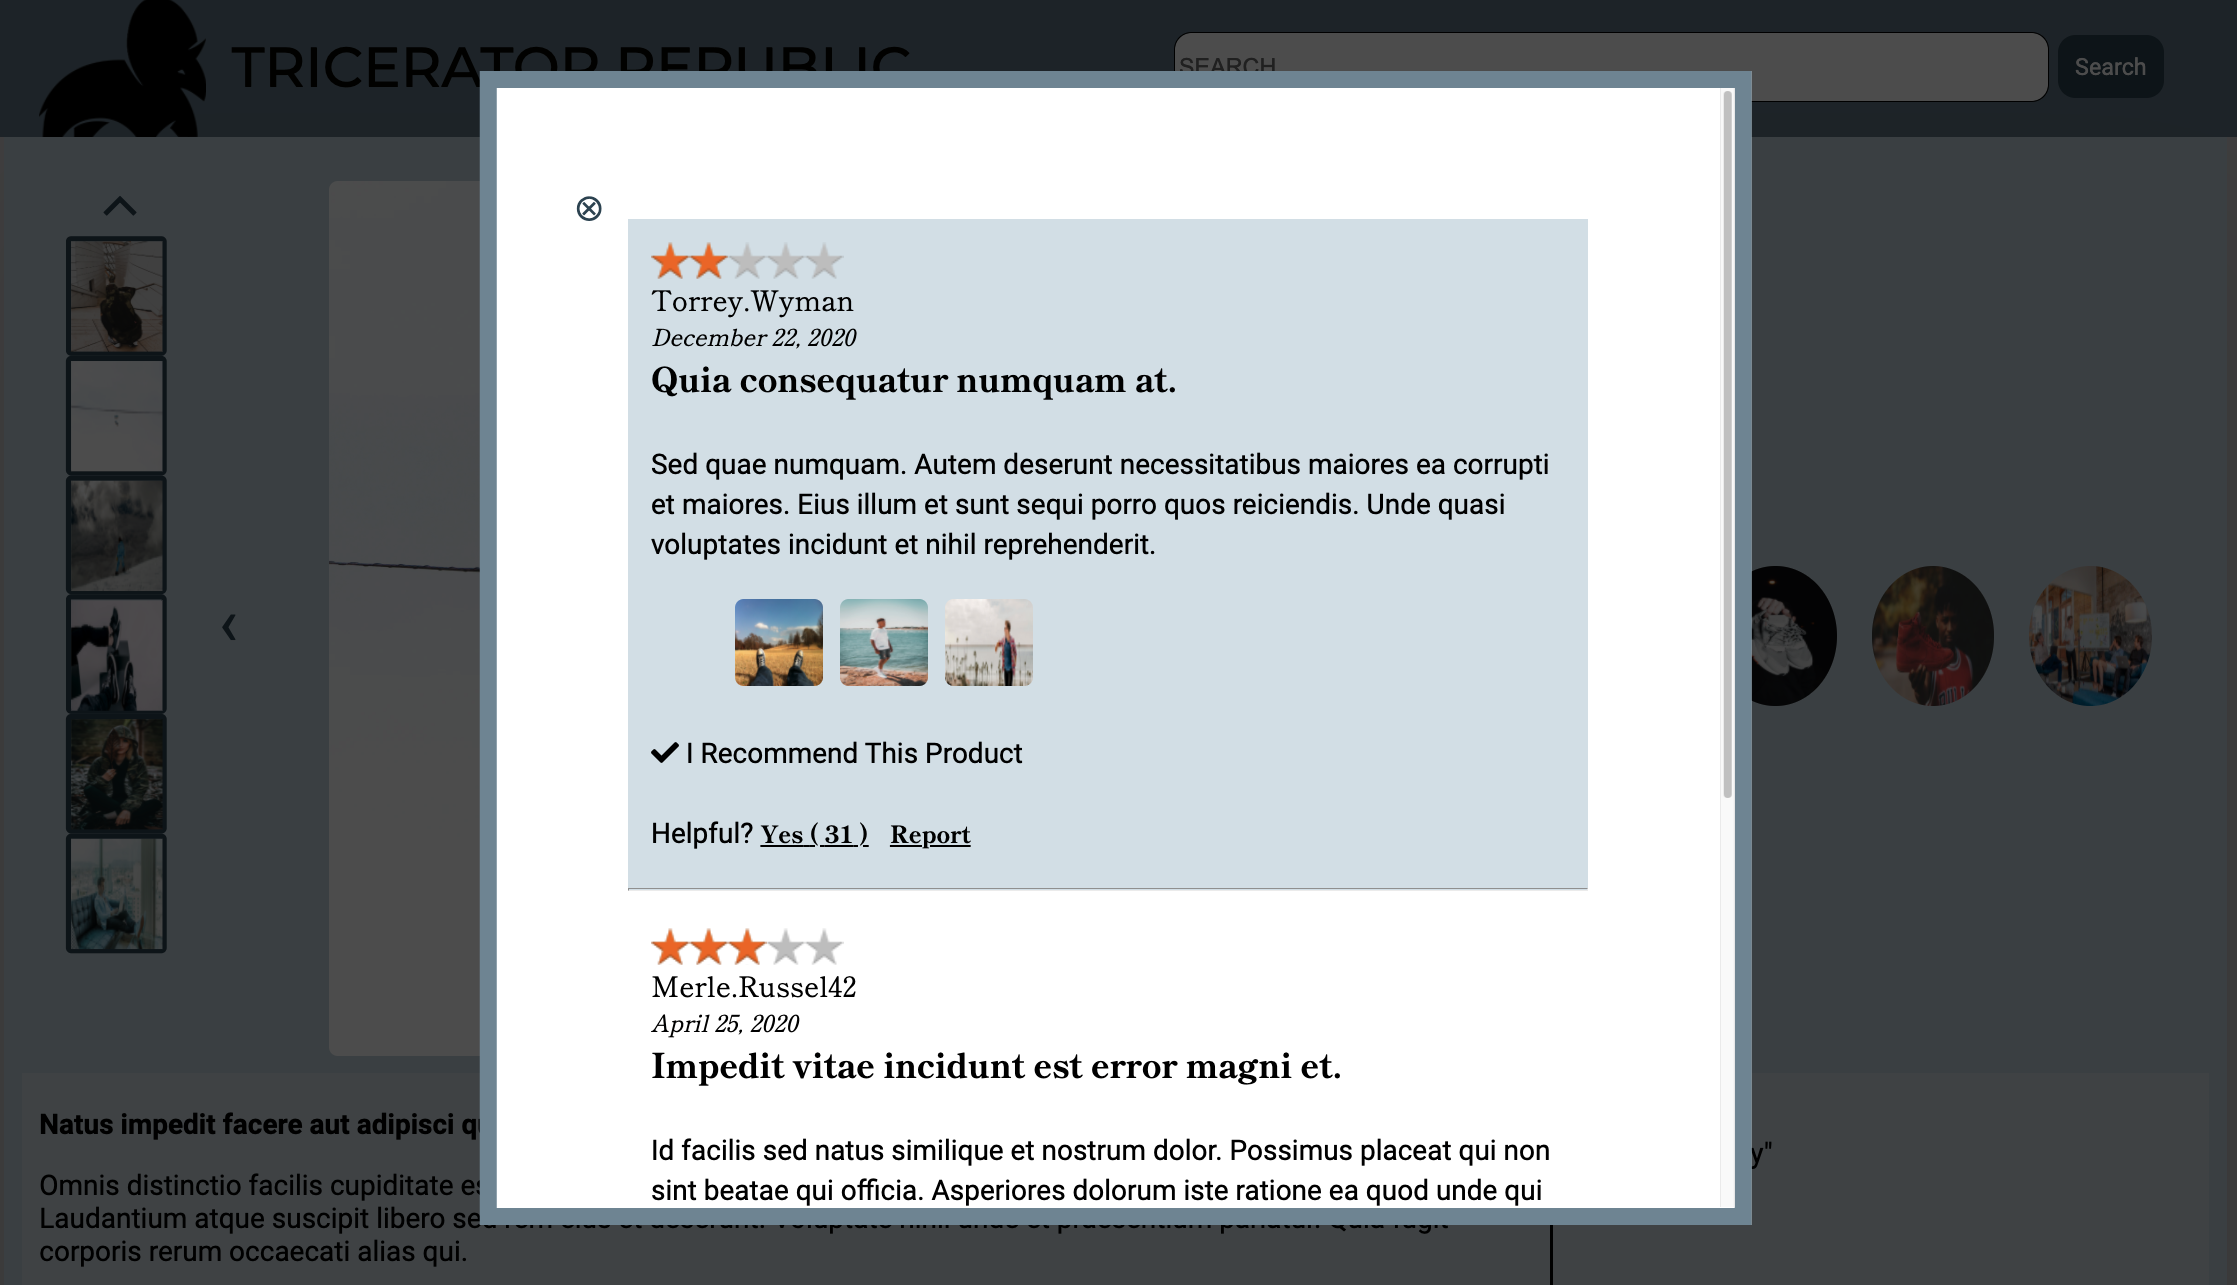 TRICERATOR REPUBLIC
SEARCH
Search
Torrey.Wyman
December 22, 2020
Quia consequatur numquam at.
Sed quae numquam. Autem deserunt necessitatibus maiores ea corrupti
et maiores. Eius illum et sunt sequi porro quos reiciendis. Unde quasi
voluptates incidunt et nihil reprehenderit.
I Recommend This Product
Helpful? Yes ( 31 ) Report
Merle.Russel42
April 25, 2020
Impedit vitae incidunt est error magni et.
Id facilis sed natus similique et nostrum dolor. Possimus placeat qui non
sint beatae qui officia. Asperiores dolorum iste ratione ea quod unde qui
Natus impedit facere aut adipisci
y"
Omnis distinctio facilis cupiditate
Laudantium atque suscipit libero
corporis rerum occaecati alias qui.